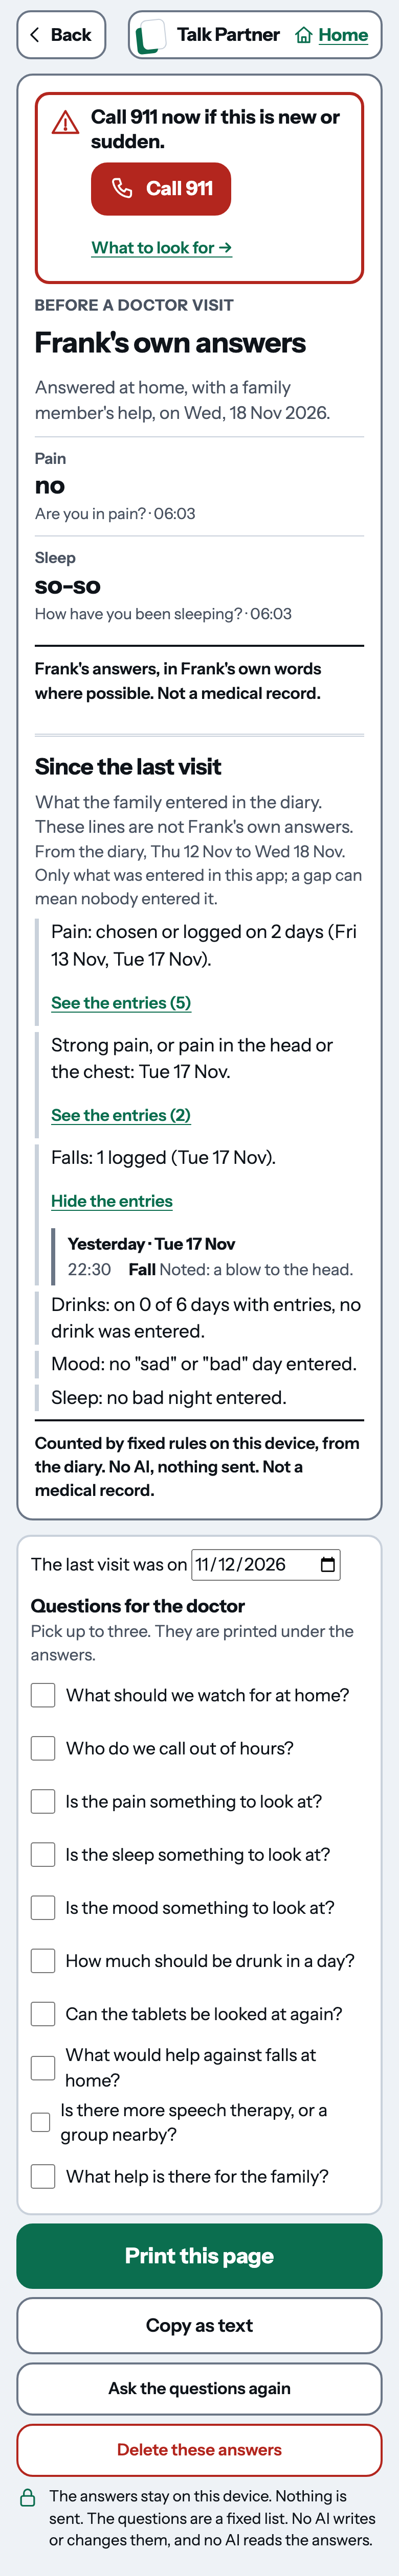 Back
Talk Partner
Home
Call 911 now if this is new or
sudden.
Call 911
What to look for →
BEFORE A DOCTOR VISIT
Frank's own answers
Answered at home, with a family
member's help, on Wed, 18 Nov 2026.
Pain
no
Are you in pain? · 06:03
Sleep
so-so
How have you been sleeping? · 06:03
Frank's answers, in Frank's own words
where possible. Not a medical record.
Since the last visit
What the family entered in the diary.
These lines are not Frank's own answers.
From the diary, Thu 12 Nov to Wed 18 Nov.
Only what was entered in this app; a gap can
mean nobody entered it.
Pain: chosen or logged on 2 days (Fri
13 Nov, Tue 17 Nov).
See the entries (5)
Strong pain, or pain in the head or
the chest: Tue 17 Nov.
See the entries (2)
Falls: 1 logged (Tue 17 Nov).
Hide the entries
Yesterday · Tue 17 Nov
22:30 Fall Noted: a blow to the head.
Drinks: on 0 of 6 days with entries, no
drink was entered.
Mood: no "sad" or "bad" day entered.
Sleep: no bad night entered.
Counted by fixed rules on this device, from
the diary. No AI, nothing sent. Not a
medical record.
The last visit was on 11/12/2026
Questions for the doctor
Pick up to three. They are printed under the
answers.
What should we watch for at home?
Who do we call out of hours?
Is the pain something to look at?
Is the sleep something to look at?
Is the mood something to look at?
How much should be drunk in a day?
Can the tablets be looked at again?
What would help against falls at
home?
Is there more speech therapy, or a
group nearby?
What help is there for the family?
Print this page
Copy as text
Ask the questions again
Delete these answers
The answers stay on this device. Nothing is
sent. The questions are a fixed list. No AI writes
or changes them, and no AI reads the answers.